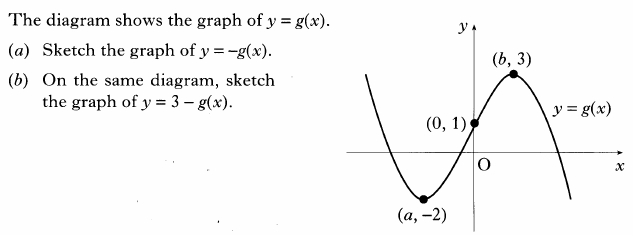 The diagram shows the graph of y = g(x).
(a) Sketch the graph of y = –g(x).
(b) On the same diagram, sketch
the graph of y = 3 – g(x).
y
(b, 3)
(0, 1)
y = g(x)
O
x
(a, –2)